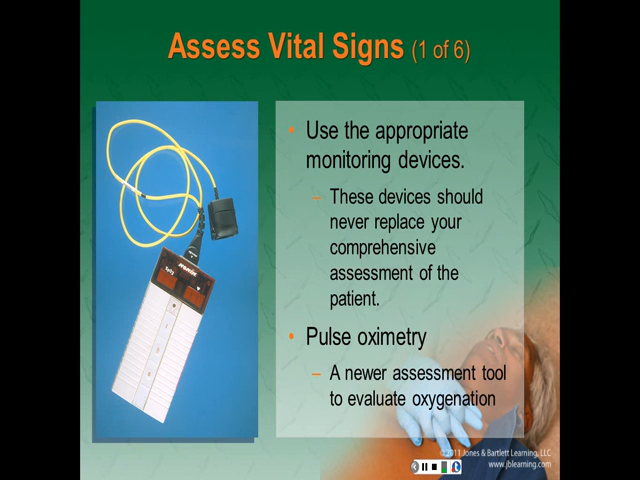 Assess Vital Signs (1 of 6)
• Use the appropriate
monitoring devices.
– These devices should
never replace your
comprehensive
assessment of the
patient.
• Pulse oximetry
– A newer assessment tool
to evaluate oxygenation
© 2011 Jones & Bartlett Learning, LLC
www.jblearning.com